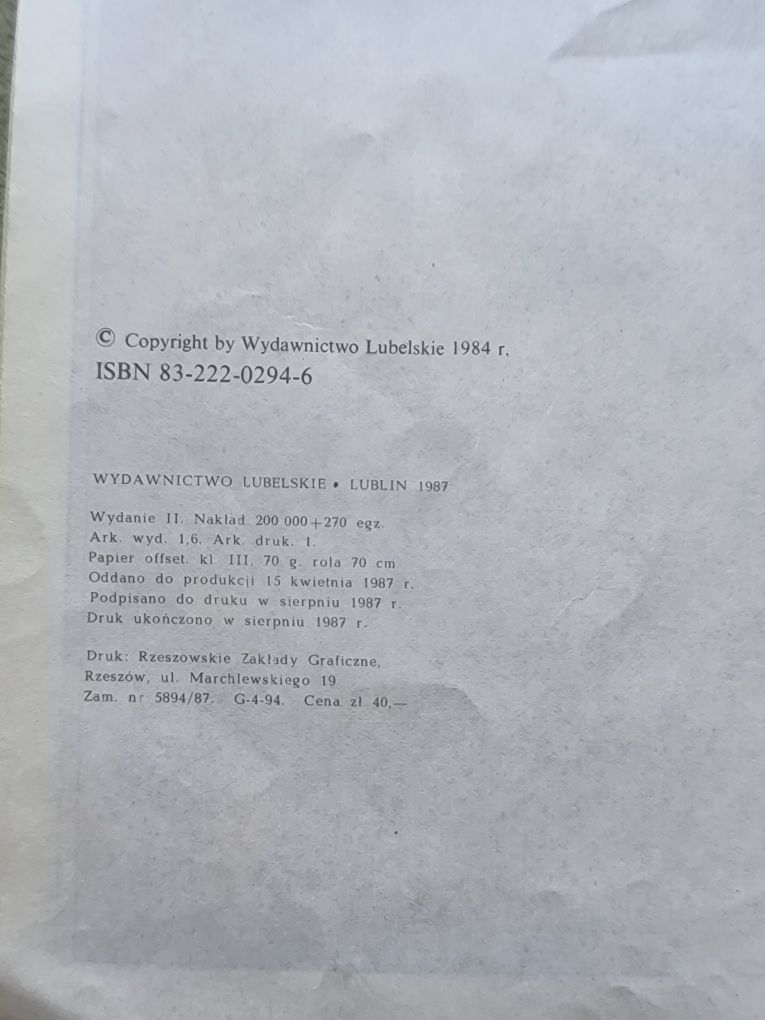 © Copyright by Wydawnictwo Lubelskie 1984 r.
ISBN 83-222-0294-6
WYDAWNICTWO LUBELSKIE • LUBLIN 1987
Wydanie II. Nakład 200 000+270 egz.
Ark. wyd. 1,6. Ark. druk. 1.
Papier offset. kl. III, 70 g. rola 70 cm
Oddano do produkcji 15 kwietnia 1987 r.
Podpisano do druku w sierpniu 1987 r.
Druk ukończono w sierpniu 1987 r.
Druk: Rzeszowskie Zakłady Graficzne,
Rzeszów, ul. Marchlewskiego 19
Zam. nr 5894/87. G-4-94. Cena zł 40,—